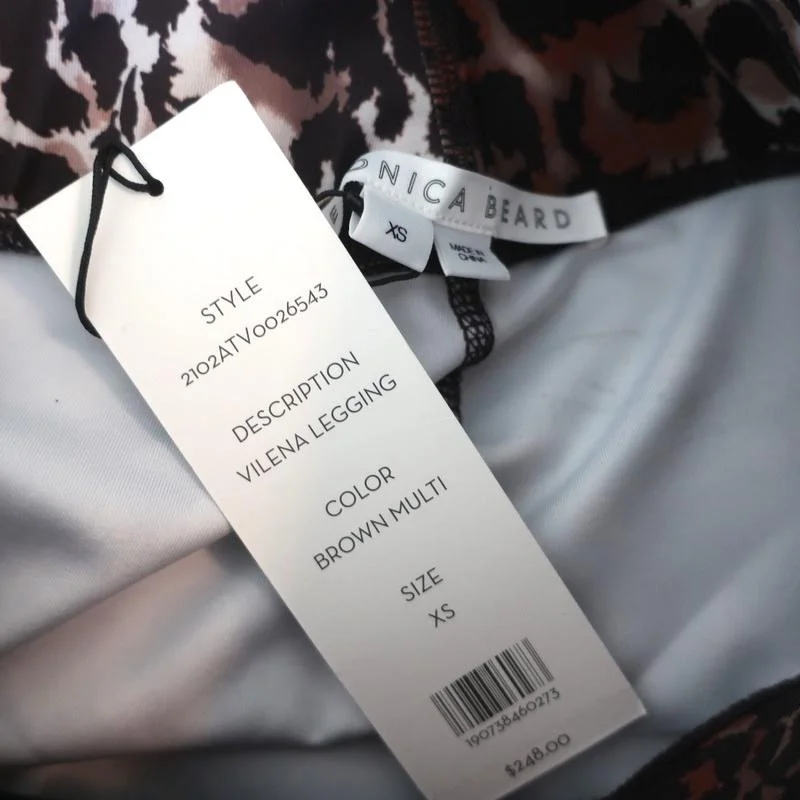 NICA BEARD
XS
MADE IN
CHINA
STYLE
2102ATV0026543
DESCRIPTION
VILENA LEGGING
COLOR
BROWN MULTI
SIZE
XS
190738460273
$248.00